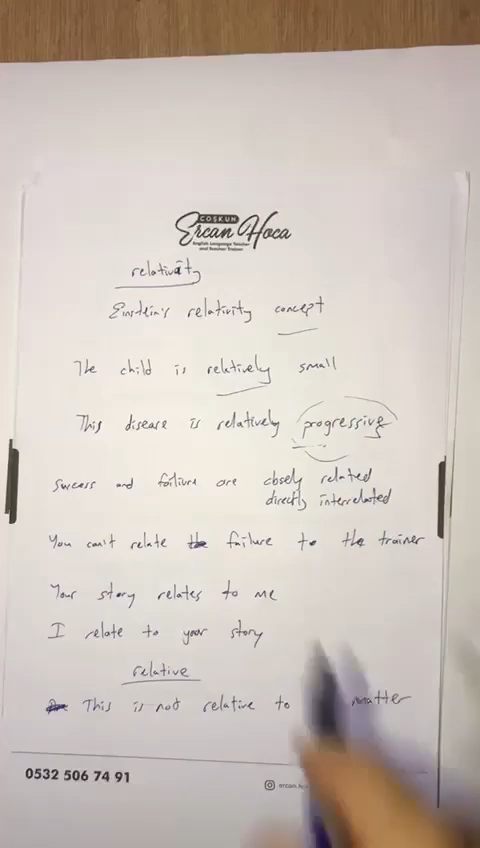 COŞKUN
Ercan Hoca
English Language Teacher
and Teacher Trainer
relativity
Einstein's relativity concept
The child is relatively small
This disease is relatively progressive
Success and failure are closely related
directly interrelated
You can't relate failure to the trainer
Your story relates to me
I relate to your story
relative
This is not relative to matter
0532 506 74 91
ercan.h